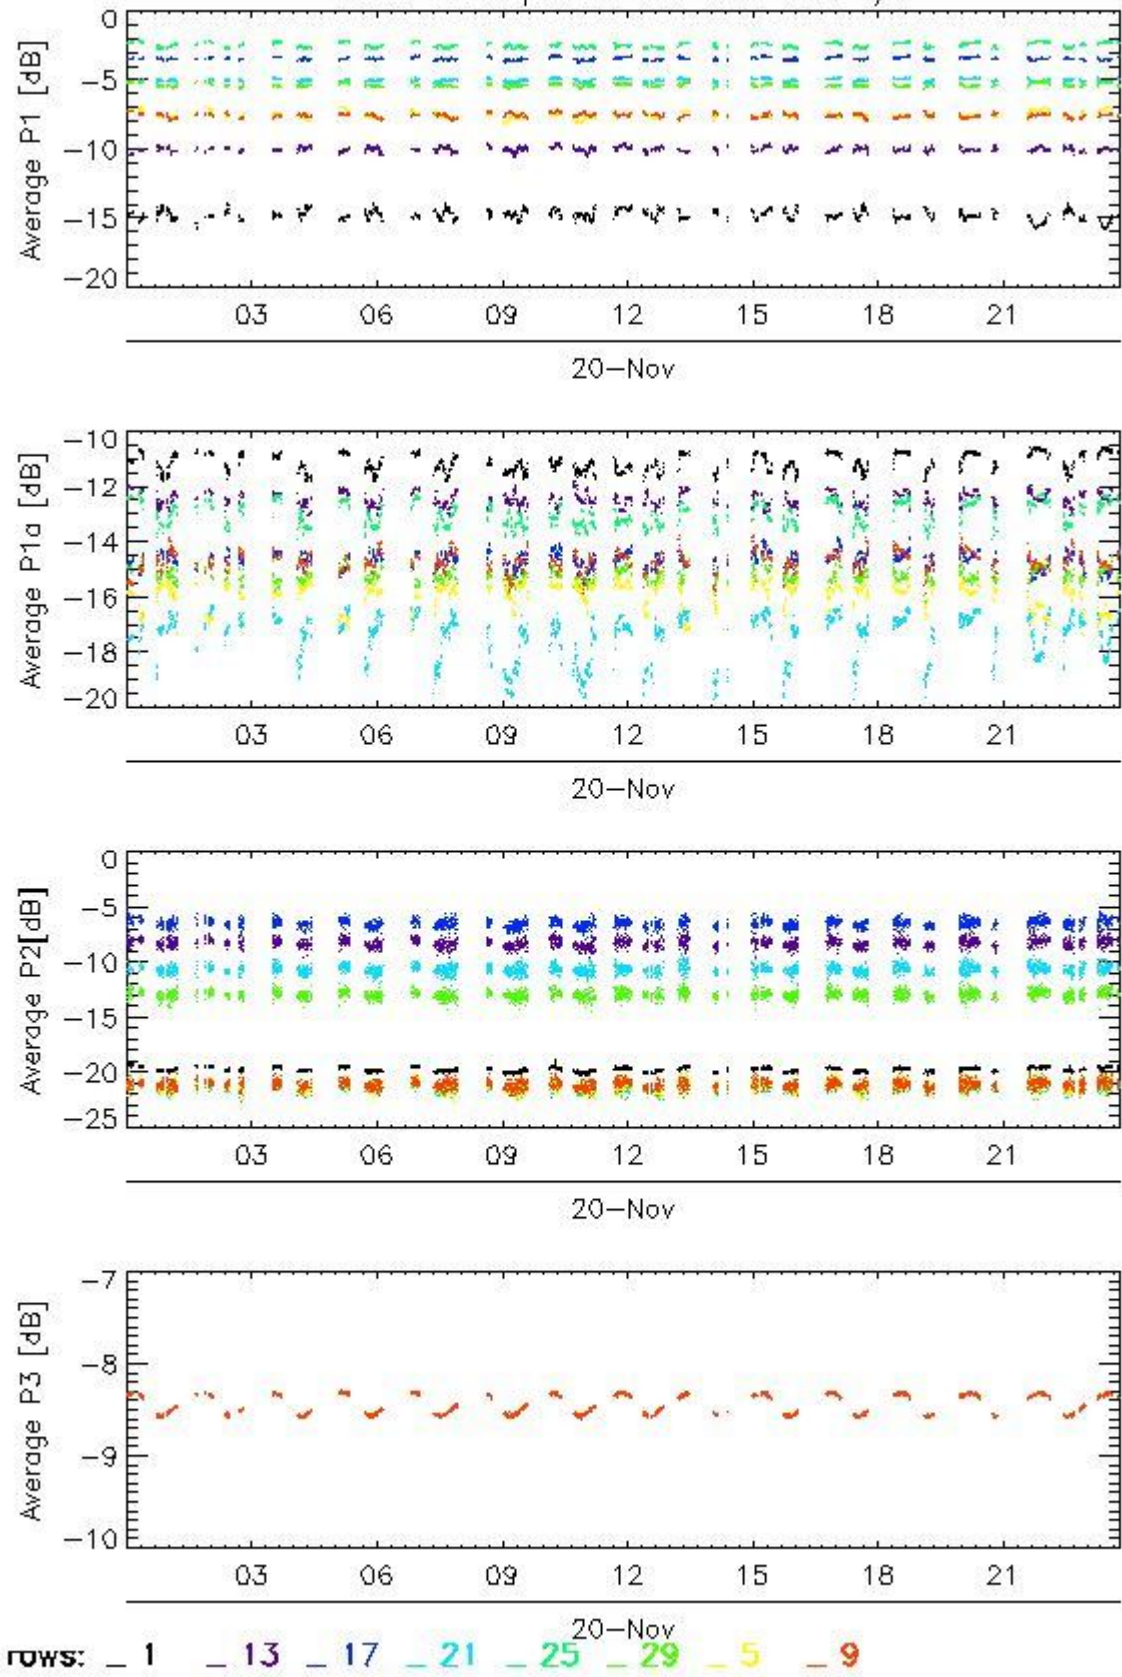 0
-5
-10
-15
-20
Average P1 [dB]
03 06 09 12 15 18 21
20-Nov
-10
-12
-14
-16
-18
-20
Average P1a [dB]
03 06 09 12 15 18 21
20-Nov
0
-5
-10
-15
-20
-25
Average P2[dB]
03 06 09 12 15 18 21
20-Nov
-7
-8
-9
-10
Average P3 [dB]
03 06 09 12 15 18 21
20-Nov
rows: _ 1 _ 13 _ 17 _ 21 _ 25 _ 29 _ 5 _ 9